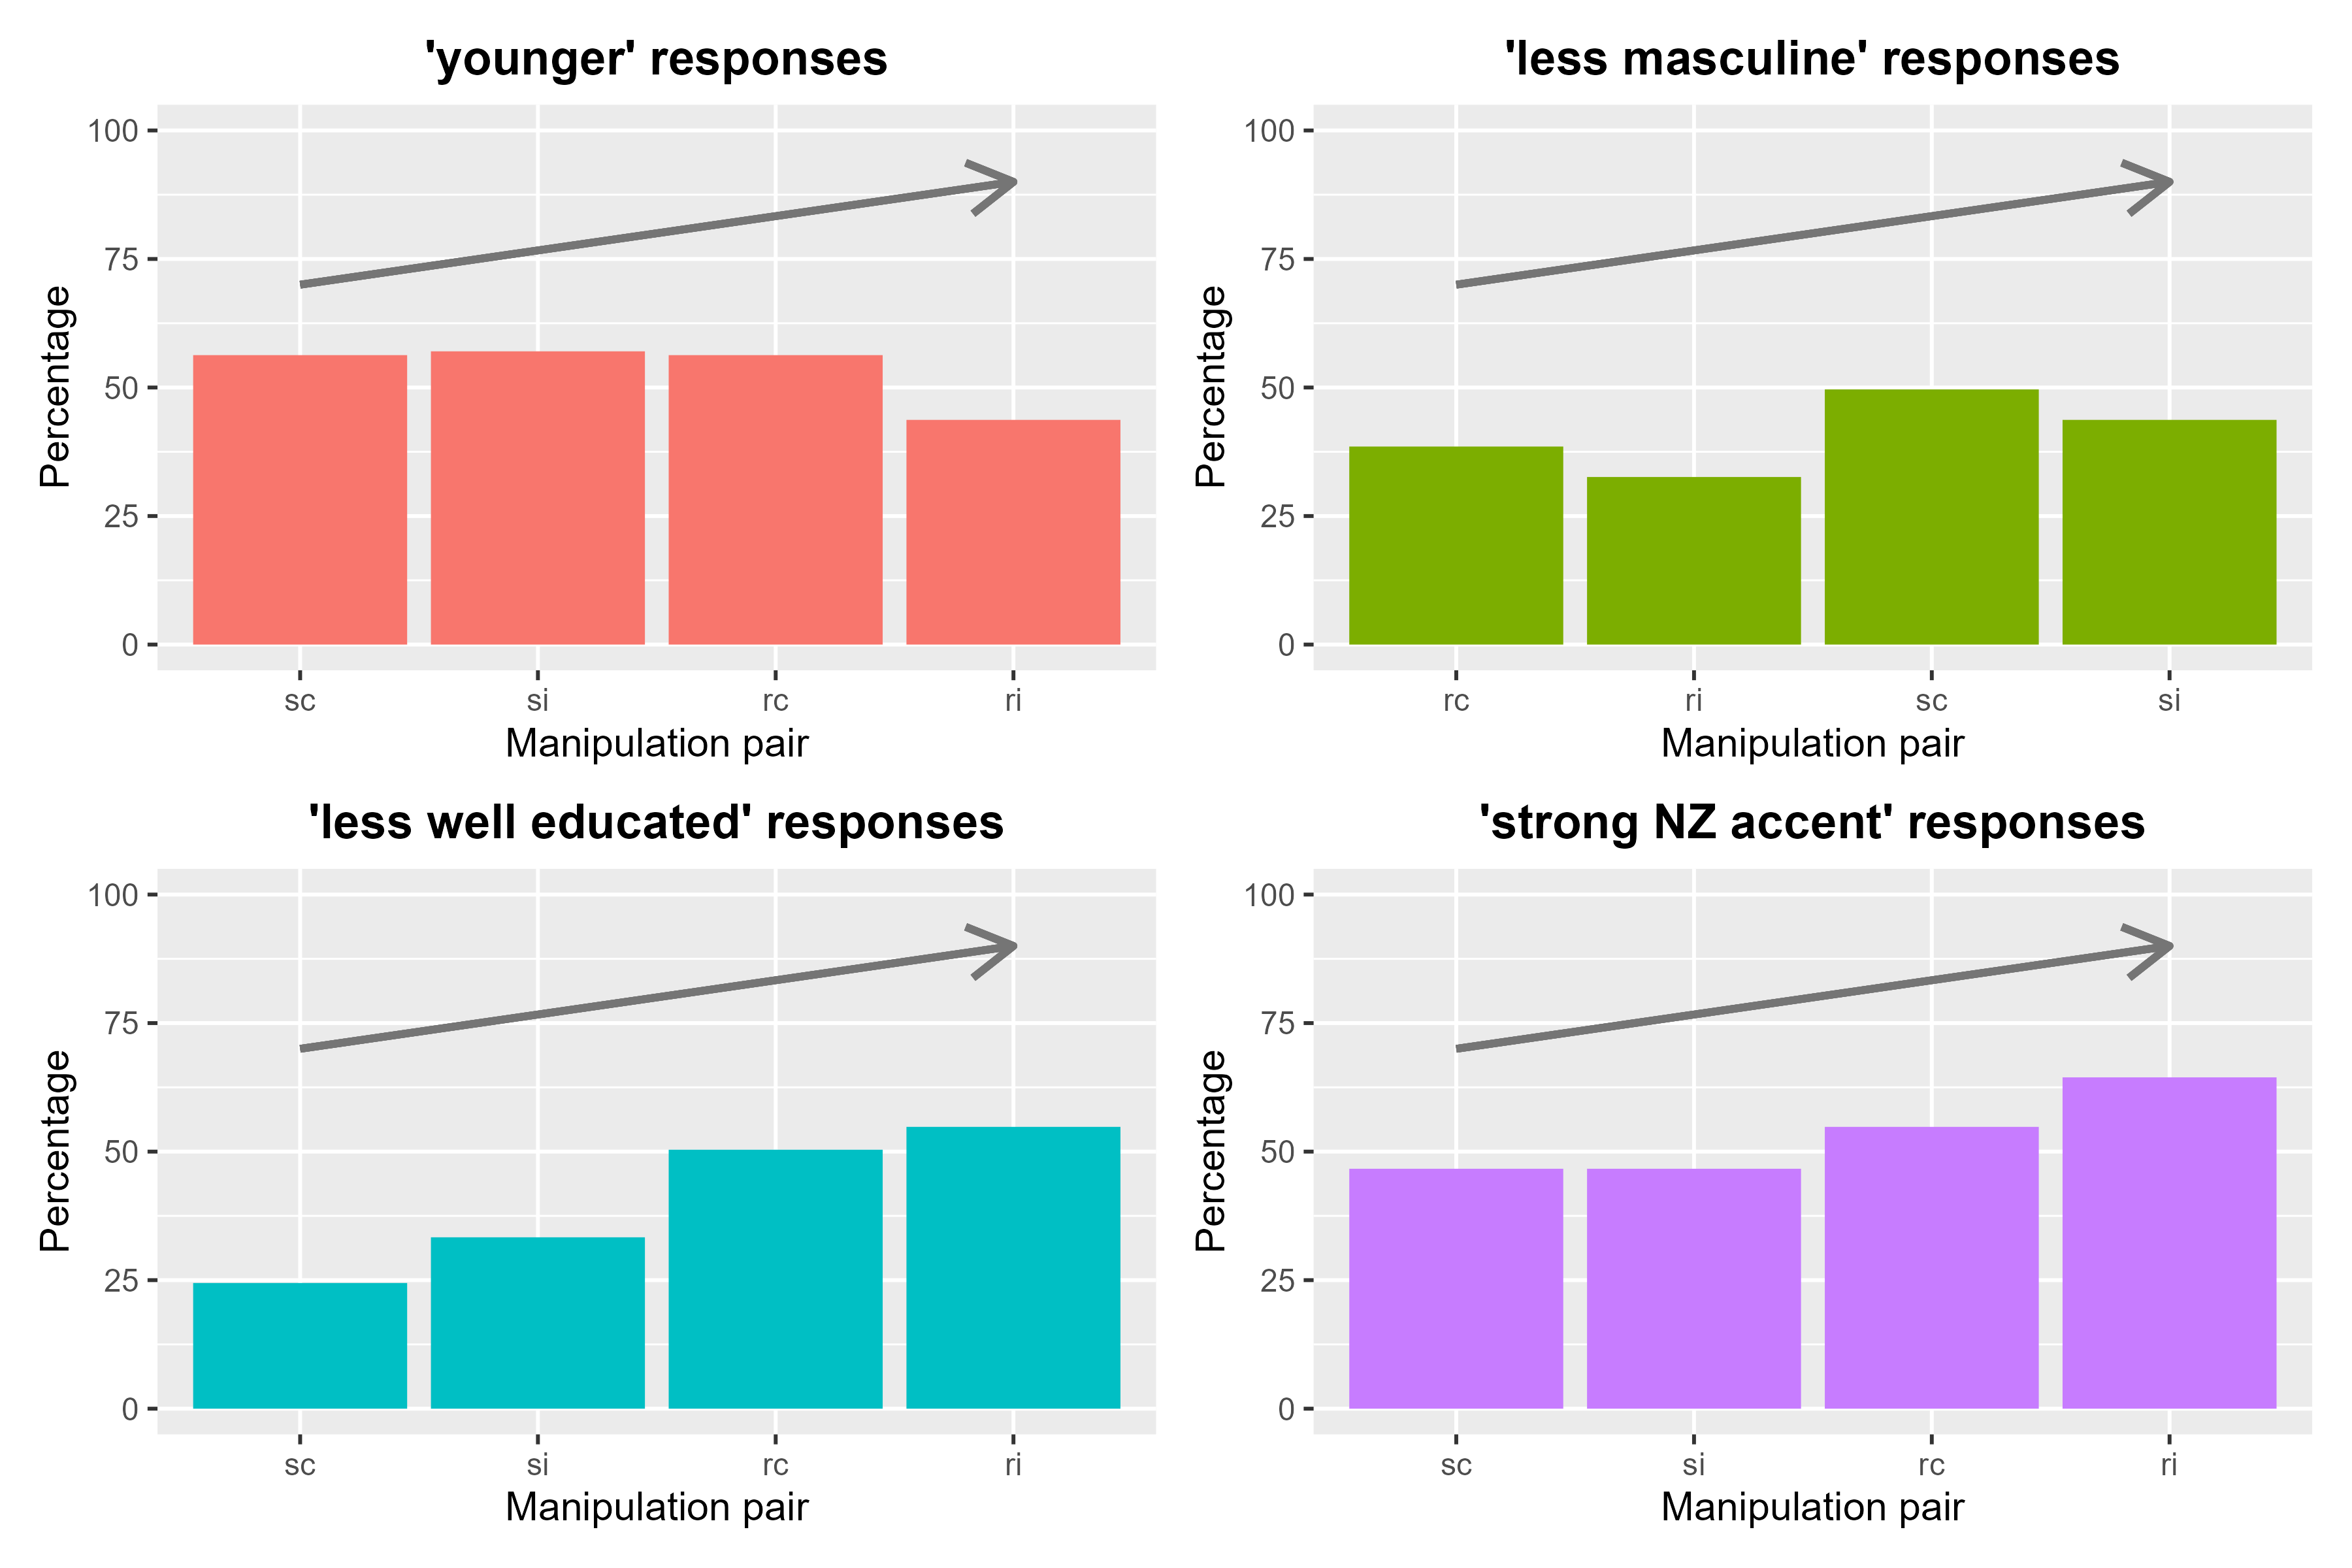 'younger' responses
100
75
50
25
0
Percentage
sc si rc ri
Manipulation pair
'less masculine' responses
100
75
50
25
0
Percentage
rc ri sc si
Manipulation pair
'less well educated' responses
100
75
50
25
0
Percentage
sc si rc ri
Manipulation pair
'strong NZ accent' responses
100
75
50
25
0
Percentage
sc si rc ri
Manipulation pair